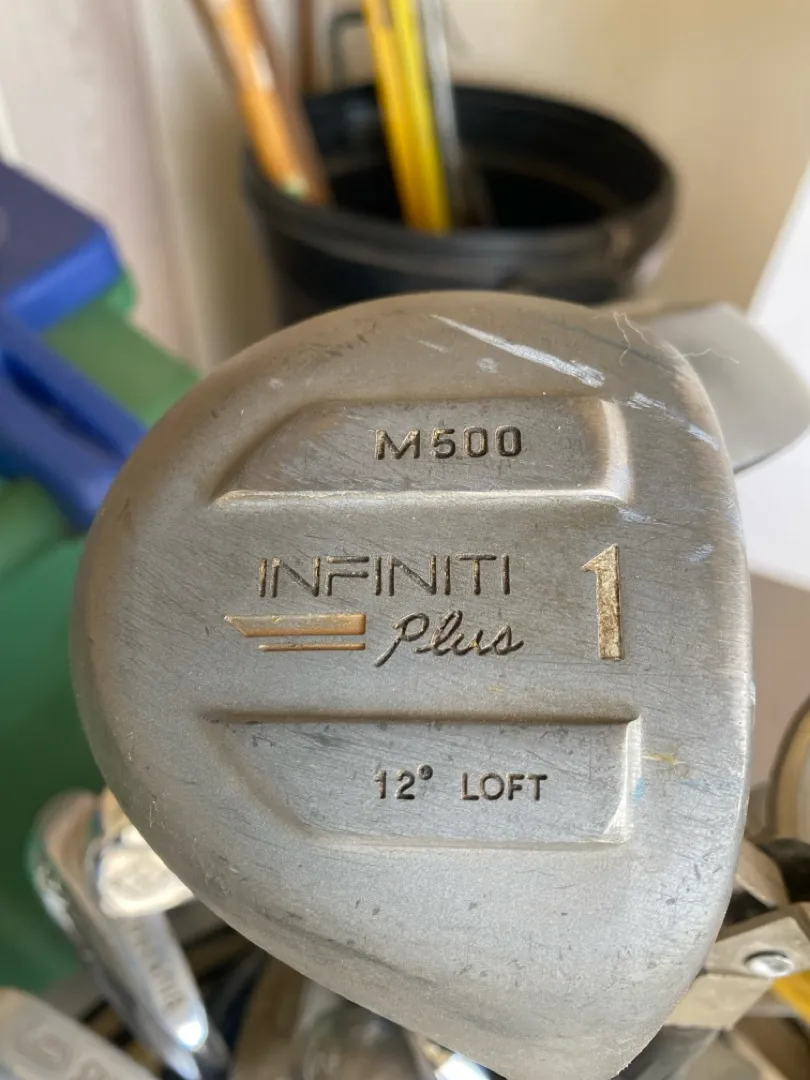 M500
INFINITI 1
Plus
12° LOFT